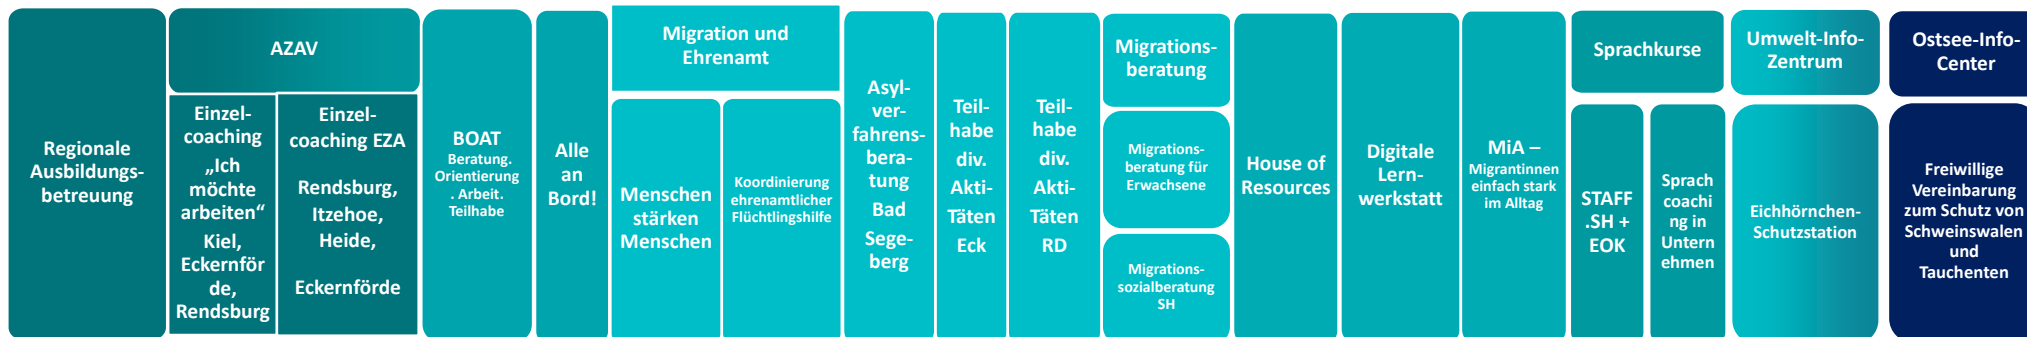 Regionale
Ausbildungs-
betreuung
AZAV
Einzel-
coaching
„Ich
möchte
arbeiten“
Kiel,
Eckernför
de,
Rendsburg
Einzel-
coaching EZA
Rendsburg,
Itzehoe,
Heide,
Eckernförde
BOAT
Beratung.
Orientierung
. Arbeit.
Teilhabe
Alle
an
Bord!
Migration und
Ehrenamt
Menschen
stärken
Menschen
Koordinierung
ehrenamtlicher
Flüchtlingshilfe
Asyl-
ver-
fahrens-
bera-
tung
Bad
Sege-
berg
Teil-
habe
div.
Akti-
Täten
Eck
Teil-
habe
div.
Akti-
Täten
RD
Migrations-
beratung
Migrations-
beratung für
Erwachsene
Migrations-
sozialberatung
SH
House of
Resources
Digitale
Lern-
werkstatt
MiA –
Migrantinnen
einfach stark
im Alltag
Sprachkurse
STAFF
.SH +
EOK
Sprach
coachi
ng in
Untern
ehmen
Umwelt-Info-
Zentrum
Eichhörnchen-
Schutzstation
Ostsee-Info-
Center
Freiwillige
Vereinbarung
zum Schutz von
Schweinswalen
und
Tauchenten